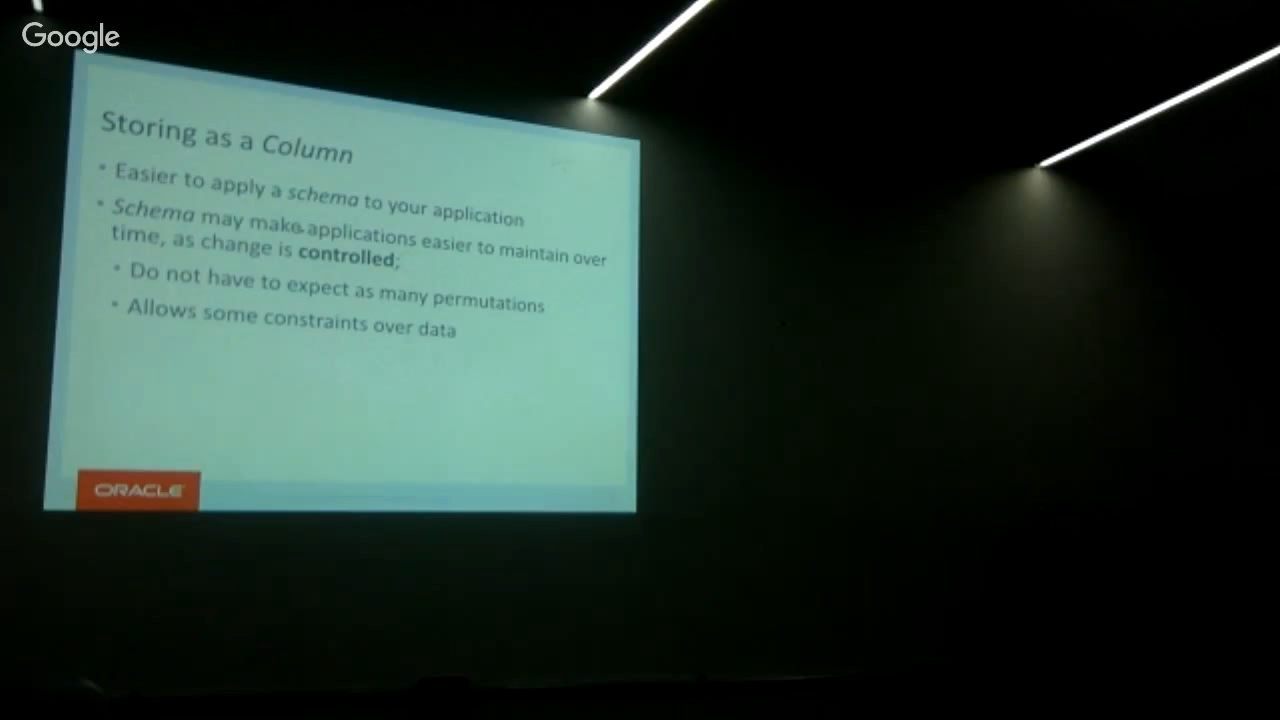 Google
Storing as a Column
• Easier to apply a schema to your application
• Schema may make applications easier to maintain over
time, as change is controlled;
• Do not have to expect as many permutations
• Allows some constraints over data
ORACLE